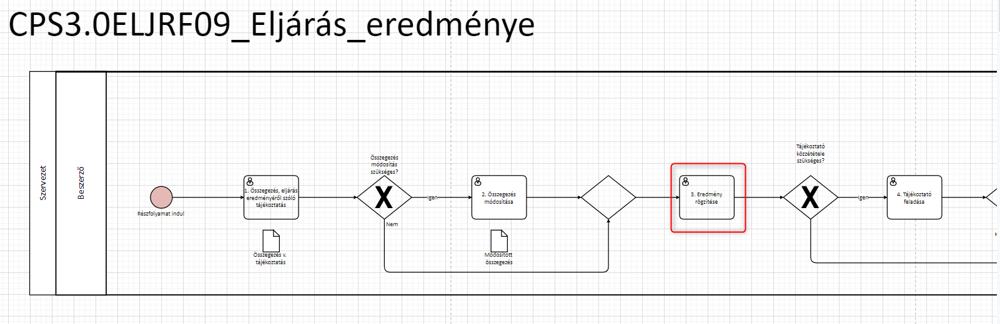 CPS3.0ELJRF09_Eljárás_eredménye
Szervezet
Beszerző
Részfolyamat indul
1. Összegezés, eljárás
eredményéről szóló
tájékoztatás
Összegezés v.
tájékoztatás
Összegezés
módosítás
szükséges?
X
Igen
Nem
2. Összegezés
módosítása
Módosított
összegezés
3. Eredmény
rögzítése
Tájékoztató
közzététele
szükséges?
X
Igen
4. Tájékoztató
feladása